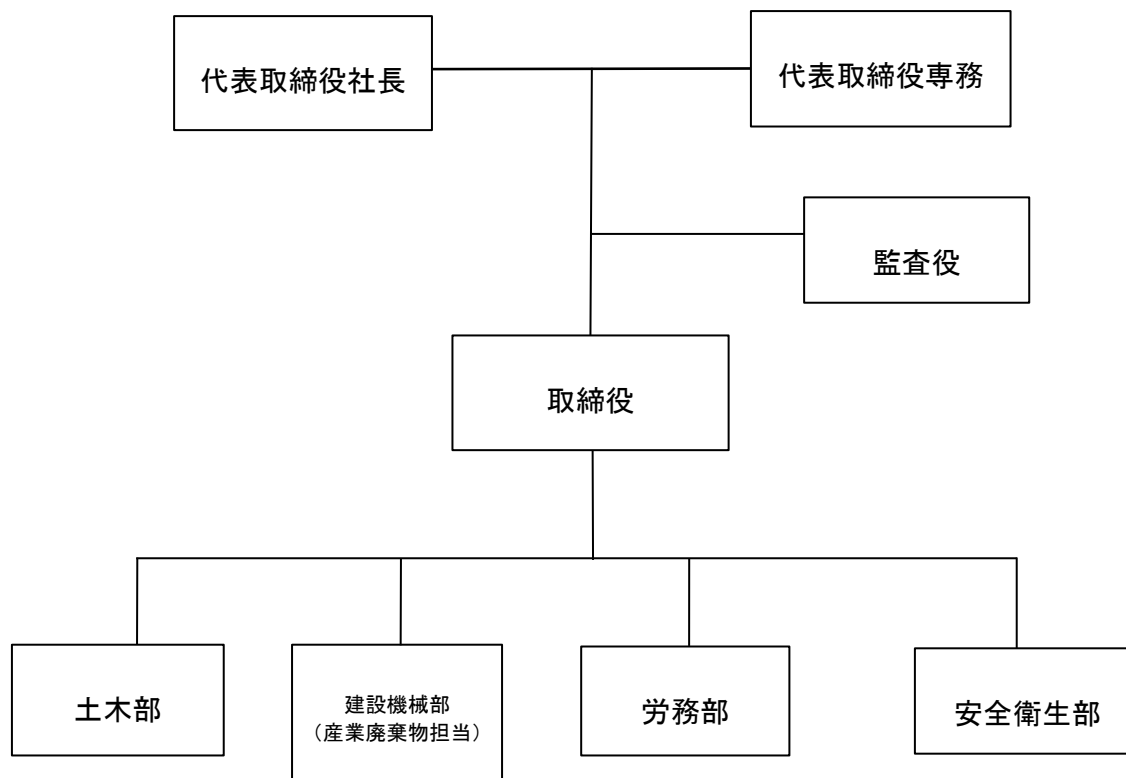 代表取締役社長
代表取締役専務
監査役
取締役
土木部
建設機械部
（産業廃棄物担当）
労務部
安全衛生部